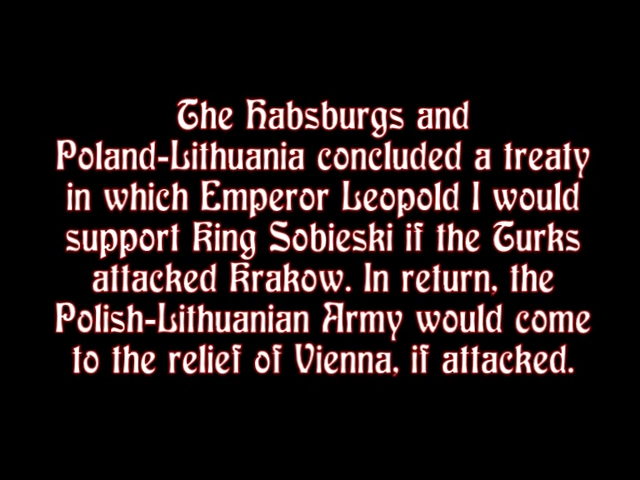 The Habsburgs and
Poland-Lithuania concluded a treaty
in which Emperor Leopold I would
support King Sobieski if the Turks
attacked Krakow. In return, the
Polish-Lithuanian Army would come
to the relief of Vienna, if attacked.